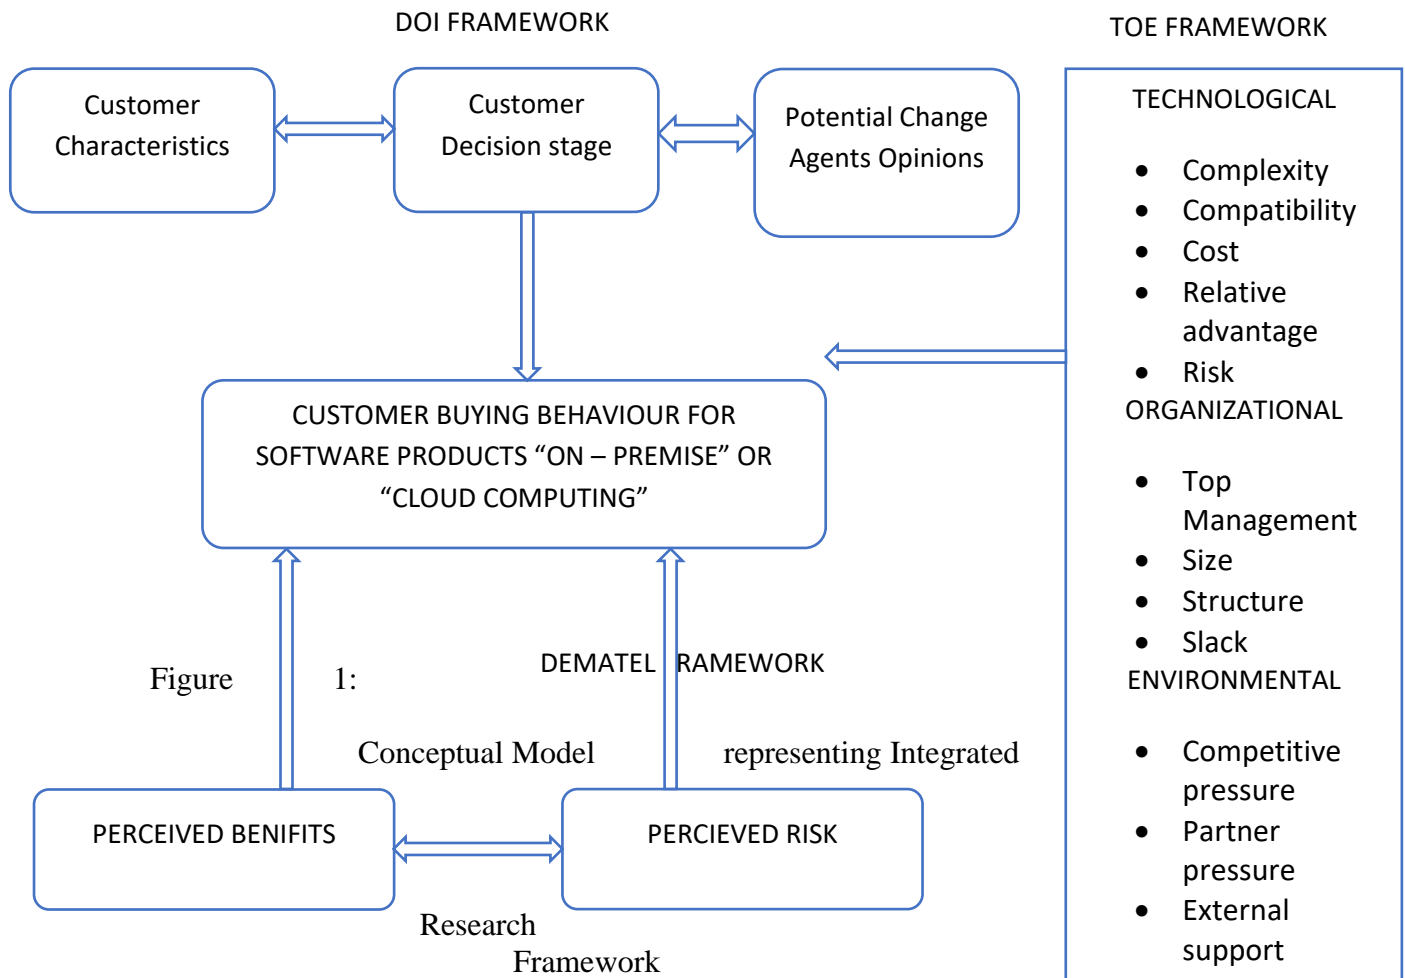 DOI FRAMEWORK
TOE FRAMEWORK
Customer
Characteristics
Customer
Decision stage
Potential Change
Agents Opinions
CUSTOMER BUYING BEHAVIOUR FOR
SOFTWARE PRODUCTS “ON – PREMISE” OR
“CLOUD COMPUTING”
DEMATEL RAMEWORK
Figure 1:
Conceptual Model representing Integrated
PERCEIVED BENIFITS
PERCIEVED RISK
Research
Framework
TECHNOLOGICAL
• Complexity
• Compatibility
• Cost
• Relative
advantage
• Risk
ORGANIZATIONAL
• Top
Management
• Size
• Structure
• Slack
ENVIRONMENTAL
• Competitive
pressure
• Partner
pressure
• External
support